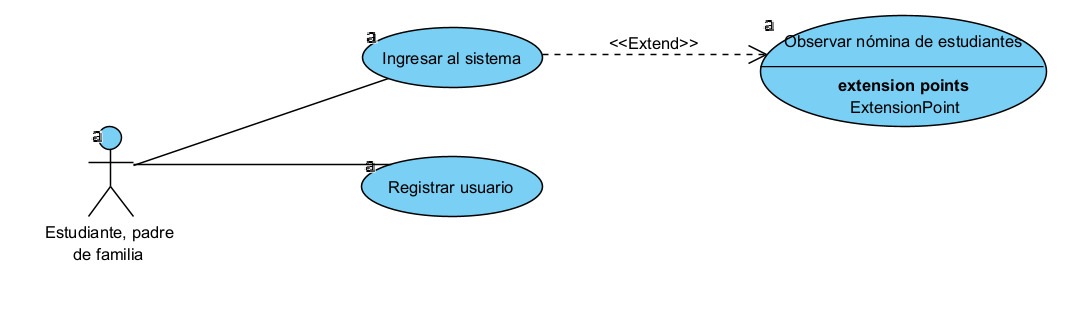 a
Ingresar al sistema
<<Extend>>
a
Observar nómina de estudiantes
extension points
ExtensionPoint
a
Estudiante, padre
de familia
a
Registrar usuario